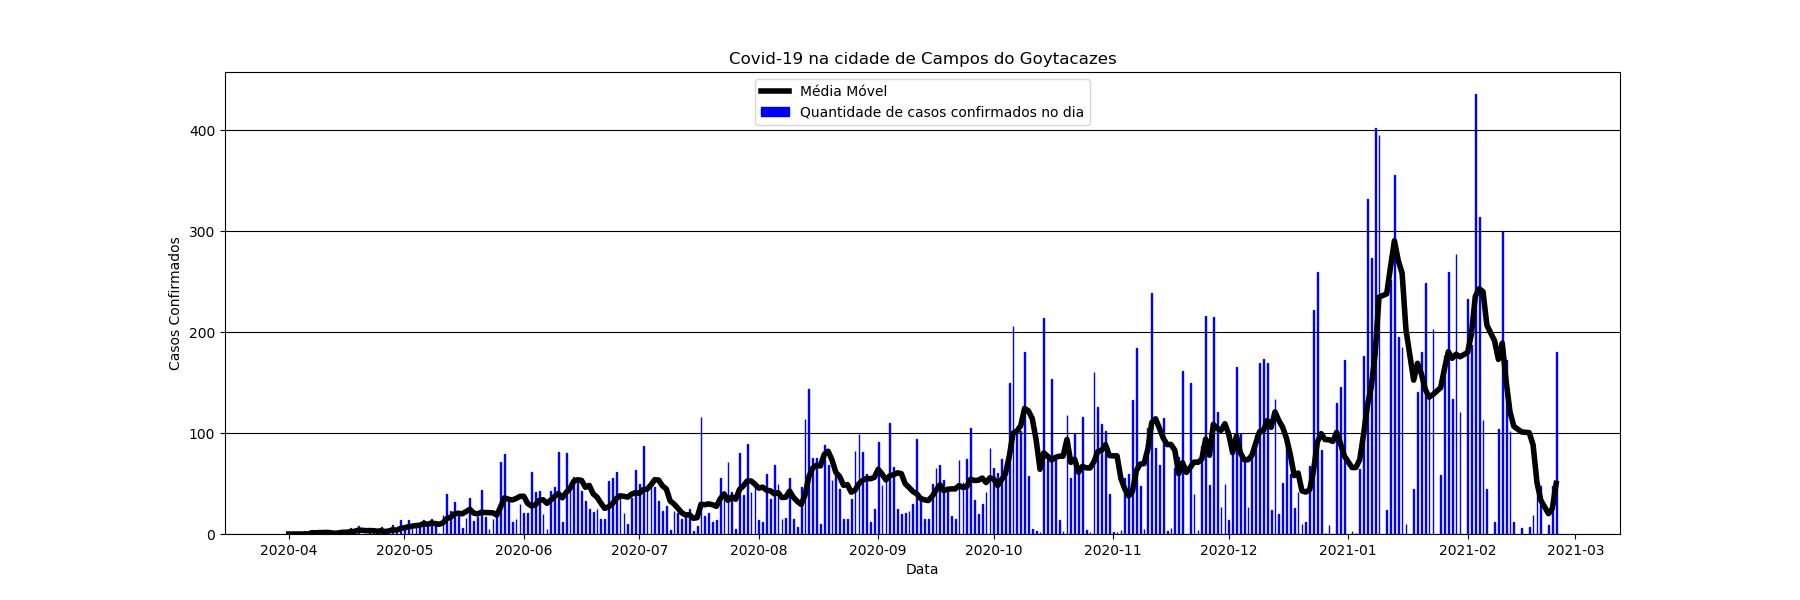 Covid-19 na cidade de Campos do Goytacazes
Média Móvel
Quantidade de casos confirmados no dia
Casos Confirmados
400
300
200
100
0
2020-04 2020-05 2020-06 2020-07 2020-08 2020-09 2020-10 2020-11 2020-12 2021-01 2021-02 2021-03
Data